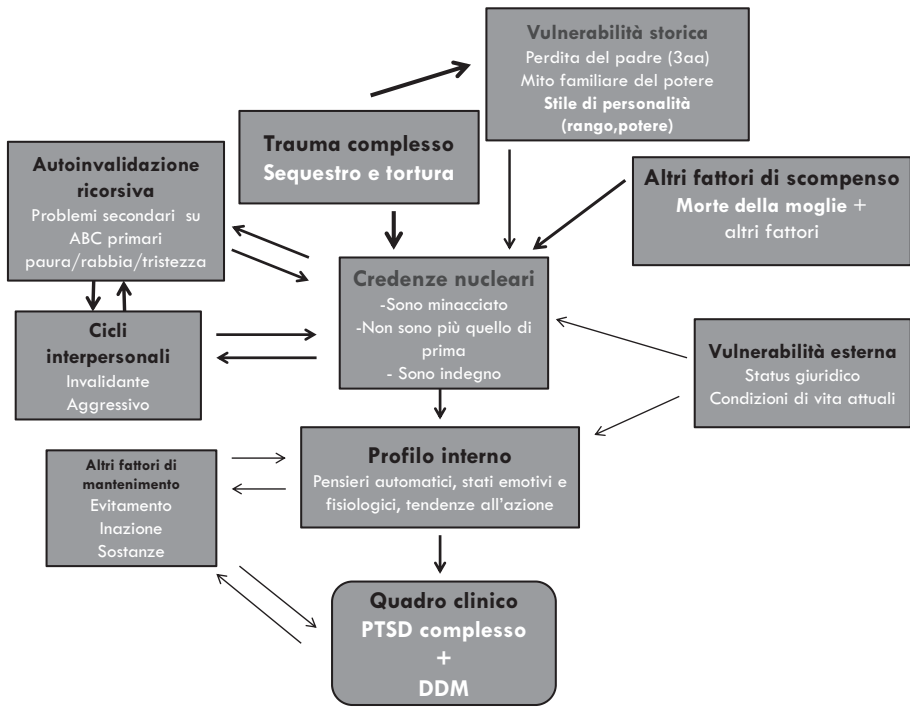 Vulnerabilità storica
Perdita del padre (3aa)
Mito familiare del potere
Stile di personalità
(rango,potere)
Trauma complesso
Sequestro e tortura
Autoinvalidazione
ricorsiva
Problemi secondari su
ABC primari
paura/rabbia/tristezza
Altri fattori di scompenso
Morte della moglie +
altri fattori
Credenze nucleari
-Sono minacciato
-Non sono più quello di
prima
- Sono indegno
Cicli
interpersonali
Invalidante
Aggressivo
Vulnerabilità esterna
Status giuridico
Condizioni di vita attuali
Profilo interno
Pensieri automatici, stati emotivi e
fisiologici, tendenze all'azione
Altri fattori di
mantenimento
Evitamento
Inazione
Sostanze
Quadro clinico
PTSD complesso
+
DDM